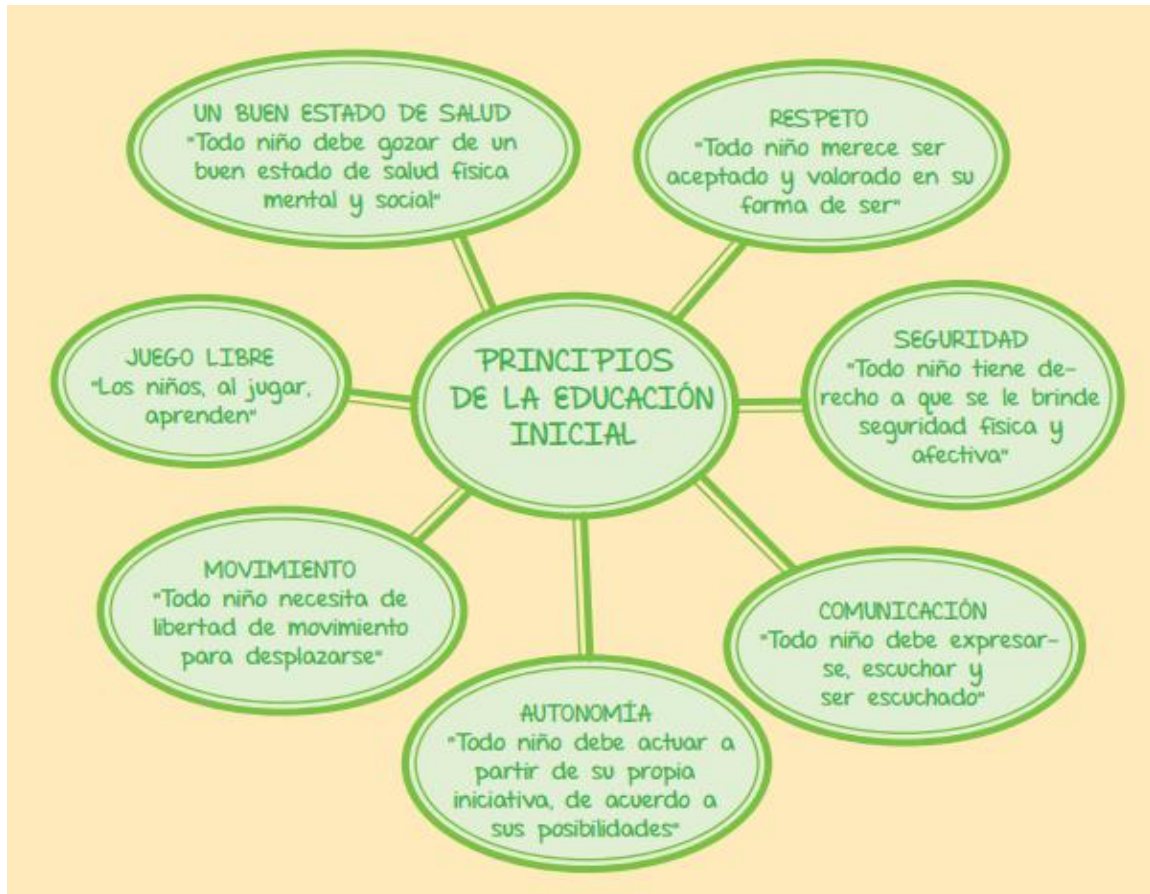 UN BUEN ESTADO DE SALUD
"Todo niño debe gozar de un
buen estado de salud física
mental y social"
RESPETO
"Todo niño merece ser
aceptado y valorado en su
forma de ser"
JUEGO LIBRE
"Los niños, al jugar,
aprenden"
PRINCIPIOS
DE LA EDUCACIÓN
INICIAL
SEGURIDAD
"Todo niño tiene de-
recho a que se le brinde
seguridad física y
afectiva"
MOVIMIENTO
"Todo niño necesita de
libertad de movimiento
para desplazarse"
COMUNICACIÓN
"Todo niño debe expresar-
se, escuchar y
ser escuchado"
AUTONOMÍA
"Todo niño debe actuar a
partir de su propia
iniciativa, de acuerdo a
sus posibilidades"